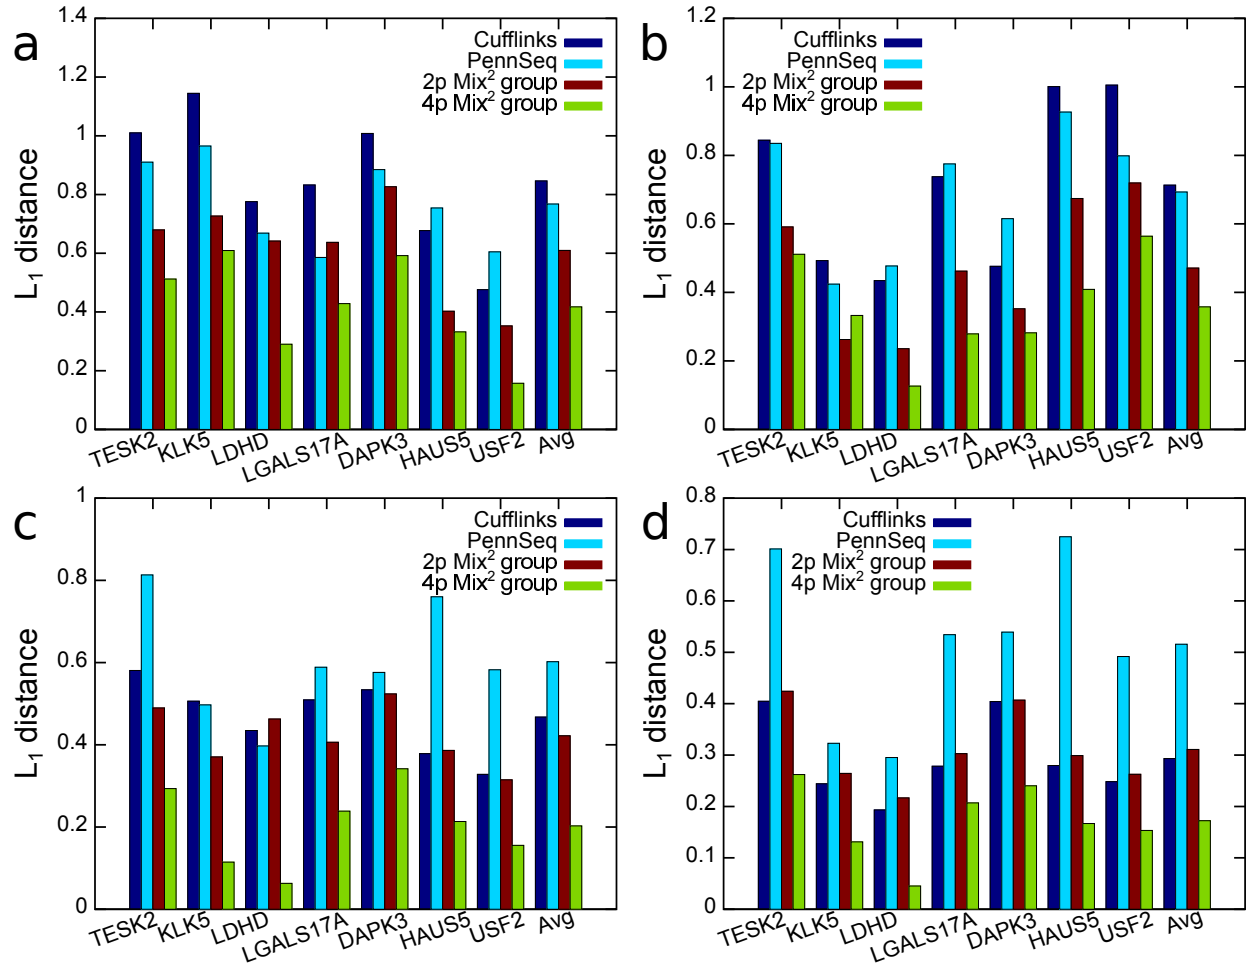 a
1.4
1.2
1
0.8
0.6
0.4
0.2
0
L₁ distance
Cufflinks
PennSeq
2p Mix² group
4p Mix² group
TESK2 KLK5 LDHD LGALS17A DAPK3 HAUS5 USF2 Avg
b
1.2
1
0.8
0.6
0.4
0.2
0
L₁ distance
Cufflinks
PennSeq
2p Mix² group
4p Mix² group
TESK2 KLK5 LDHD LGALS17A DAPK3 HAUS5 USF2 Avg
c
1
0.8
0.6
0.4
0.2
0
L₁ distance
Cufflinks
PennSeq
2p Mix² group
4p Mix² group
TESK2 KLK5 LDHD LGALS17A DAPK3 HAUS5 USF2 Avg
d
0.8
0.7
0.6
0.5
0.4
0.3
0.2
0.1
0
L₁ distance
Cufflinks
PennSeq
2p Mix² group
4p Mix² group
TESK2 KLK5 LDHD LGALS17A DAPK3 HAUS5 USF2 Avg